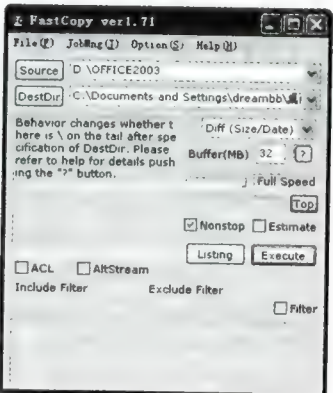 FastCopy ver1.71
File(F) JobMng(J) Option(S) Help(H)
Source D \OFFICE2003
DestDir C:\Documents and Settings\dreambb\
Behavior changes whether t
here is \ on the tail after spe
cification of DestDir. Please
refer to help for details push
ing the "?" button.
Diff (Size/Date)
Buffer(MB) 32 ?
Full Speed
Top
Nonstop Estimate
Listing Execute
ACL AltStream
Include Filter Exclude Filter
Filter